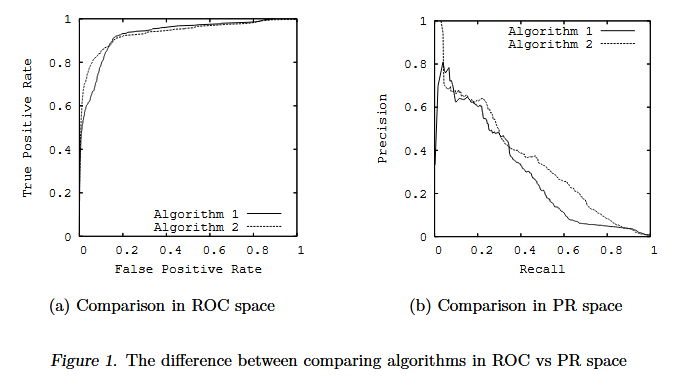 1
0.8
0.6
0.4
0.2
0
True Positive Rate
Algorithm 1
Algorithm 2
0 0.2 0.4 0.6 0.8 1
False Positive Rate
(a) Comparison in ROC space
1
0.8
0.6
0.4
0.2
0
Precision
Algorithm 1
Algorithm 2
0 0.2 0.4 0.6 0.8 1
Recall
(b) Comparison in PR space
Figure 1. The difference between comparing algorithms in ROC vs PR space